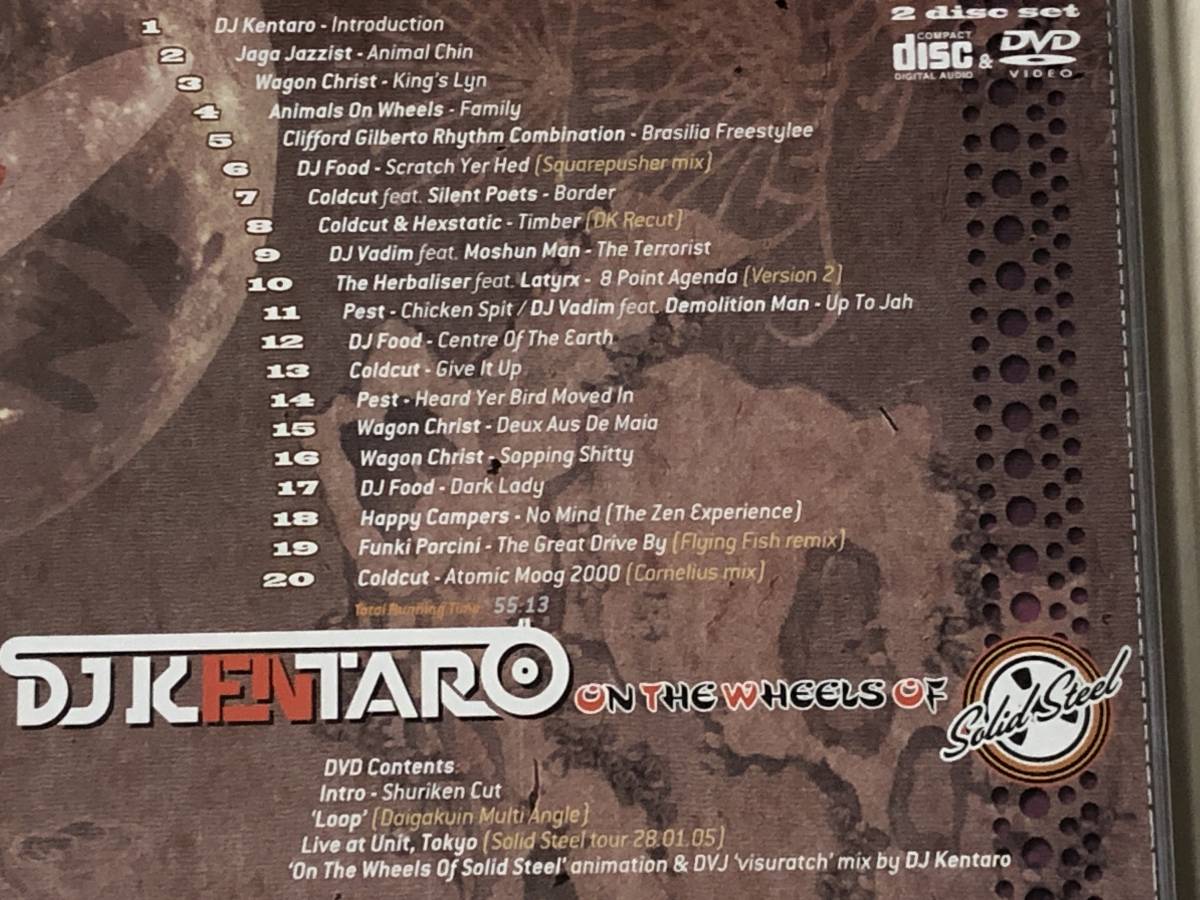 2 disc set
COMPACT disc DIGITAL AUDIO & DVD VIDEO
1 DJ Kentaro - Introduction
2 Jaga Jazzist - Animal Chin
3 Wagon Christ - King's Lyn
4 Animals On Wheels - Family
5 Clifford Gilberto Rhythm Combination - Brasilia Freestylee
6 DJ Food - Scratch Yer Hed (Squarepusher mix)
7 Coldcut feat. Silent Poets - Border
8 Coldcut & Hexstatic - Timber (DK Recut)
9 DJ Vadim feat. Moshun Man - The Terrorist
10 The Herbaliser feat. Latyrx - 8 Point Agenda (Version 2)
11 Pest - Chicken Spit / DJ Vadim feat. Demolition Man - Up To Jah
12 DJ Food - Centre Of The Earth
13 Coldcut - Give It Up
14 Pest - Heard Yer Bird Moved In
15 Wagon Christ - Deux Aus De Maia
16 Wagon Christ - Sopping Shitty
17 DJ Food - Dark Lady
18 Happy Campers - No Mind (The Zen Experience)
19 Funki Porcini - The Great Drive By (Flying Fish remix)
20 Coldcut - Atomic Moog 2000 (Cornelius mix)
Total Running Time 55:13
DJ KENTARO ON THE WHEELS OF Solid Steel
DVD Contents
Intro - Shuriken Cut
'Loop' (Daigakuin Multi Angle)
Live at Unit, Tokyo (Solid Steel tour 28.01.05)
'On The Wheels Of Solid Steel' animation & DVJ 'visuratch' mix by DJ Kentaro